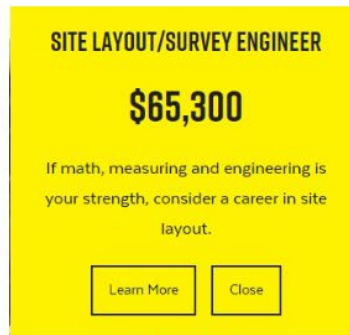 SITE LAYOUT/SURVEY ENGINEER
$65,300
If math, measuring and engineering is
your strength, consider a career in site
layout.
Learn More Close